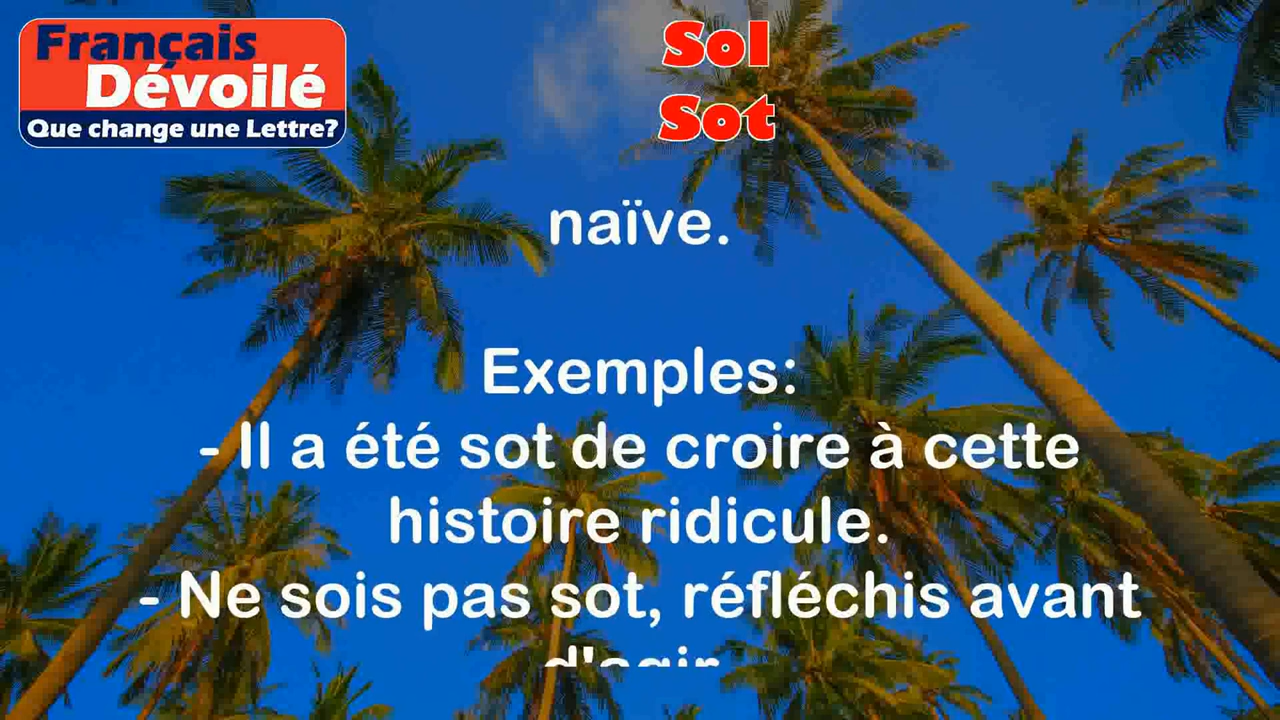 Français
Dévoilé
Que change une Lettre?
Sol
Sot
naïve.
Exemples:
- Il a été sot de croire à cette
histoire ridicule.
- Ne sois pas sot, réfléchis avant
d'agir